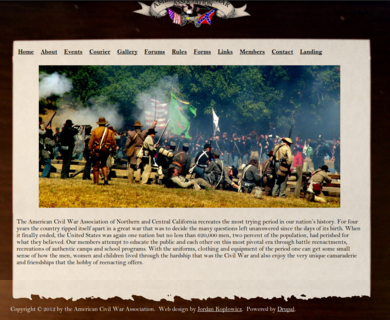 Home About Events Courier Gallery Forums Rules Forms Links Members Contact Landing
The American Civil War Association of Northern and Central California recreates the most trying period in our nation's history. For four
years the country ripped itself apart in a great war that was to decide many questions left unanswered since the days of its birth. When
it finally ended, the United States was again one nation but no less than 620,000 men, two percent of the population, had perished for
what they believed. Our members attempt to educate the public and each other on this most pivotal era through battle reenactments,
recreations of authentic camps and school programs. With the uniforms, clothing and equipment of the period one can get some small
sense of how the men, women and children lived through the hardship that was the Civil War and also enjoy the very unique camaraderie
and friendships that the hobby of reenacting offers.
Copyright © 2012 by the American Civil War Association. Web design by Jordan Koplowicz. Powered by Drupal.